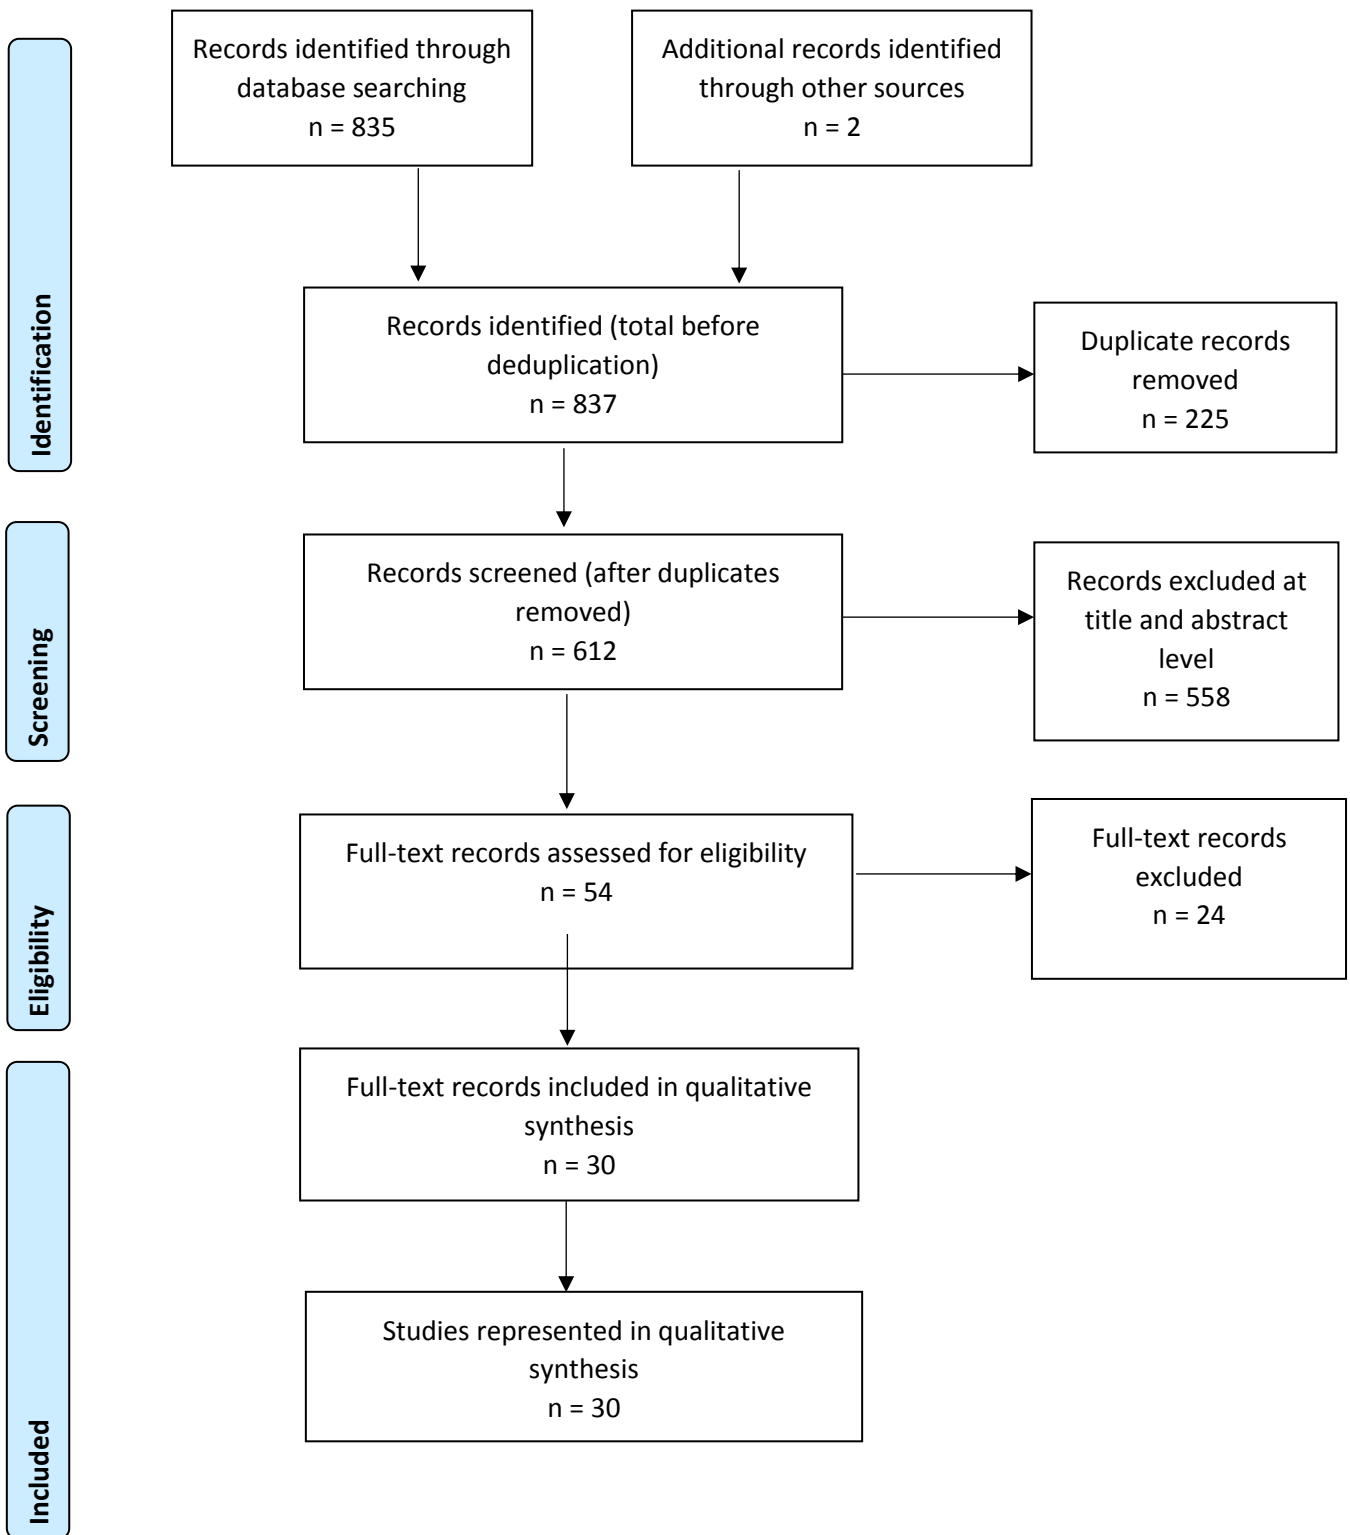 Records identified through
database searching
n = 835
Additional records identified
through other sources
n = 2
Identification
Records identified (total before
deduplication)
n = 837
Duplicate records
removed
n = 225
Screening
Records screened (after duplicates
removed)
n = 612
Records excluded at
title and abstract
level
n = 558
Eligibility
Full-text records assessed for eligibility
n = 54
Full-text records
excluded
n = 24
Included
Full-text records included in qualitative
synthesis
n = 30
Studies represented in qualitative
synthesis
n = 30